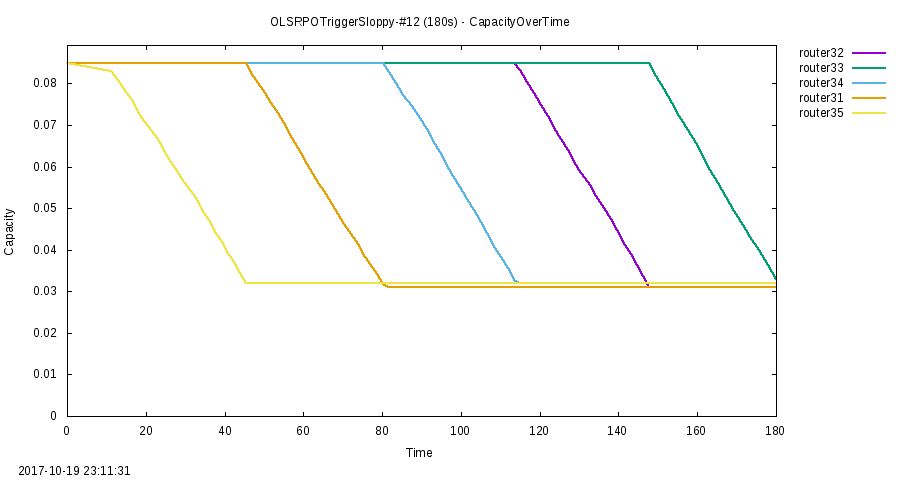 OLSRPOTriggerSloppy-#12 (180s) - CapacityOverTime
router32
router33
router34
router31
router35
0.08
0.07
0.06
0.05
0.04
0.03
0.02
0.01
0
Capacity
0 20 40 60 80 100 120 140 160 180
Time
2017-10-19 23:11:31